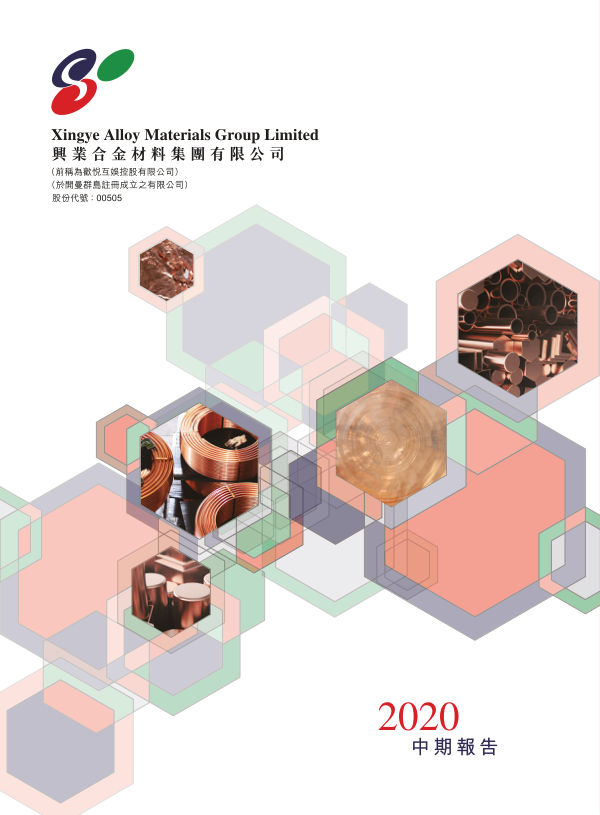 Xingye Alloy Materials Group Limited
興業合金材料集團有限公司
(前稱為歡悅互娛控股有限公司)
(於開曼群島註冊成立之有限公司)
股份代號：00505
2020
中期報告